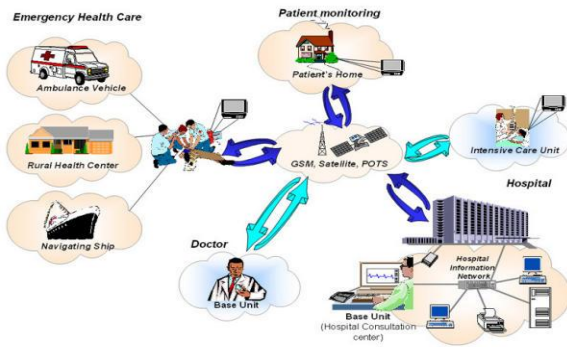 Emergency Health Care
Ambulance Vehicle
Rural Health Center
Navigating Ship
Patient monitoring
Patient's Home
GSM, Satellite, POTS
Intensive Care Unit
Doctor
Base Unit
Hospital
Hospital
Information
Network
Base Unit
(Hospital Consultation
center)